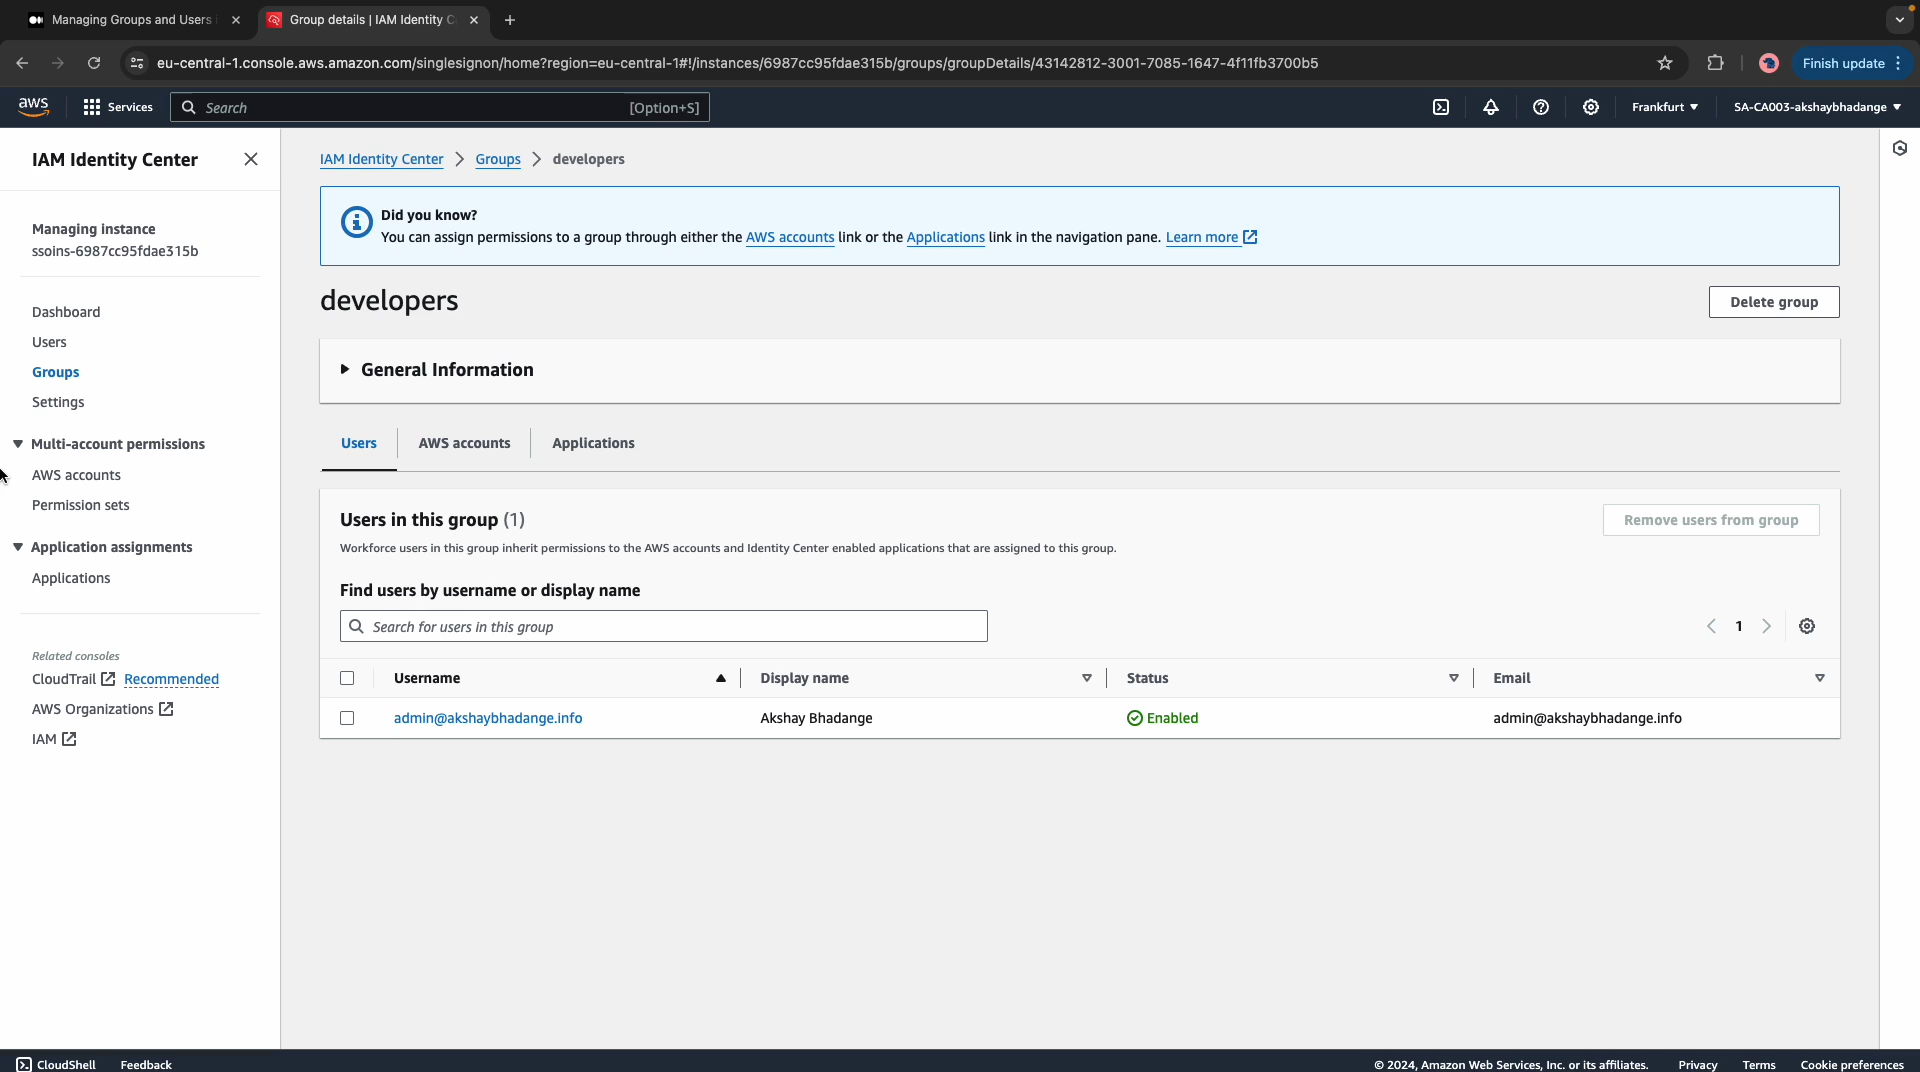 Managing Groups and Users
Group details | IAM Identity C
eu-central-1.console.aws.amazon.com/singlesignon/home?region=eu-central-1#!/instances/6987cc95fdae315b/groups/groupDetails/43142812-3001-7085-1647-4f11fb3700b5
Finish update
aws
Services
Search
[Option+S]
Frankfurt
SA-CA003-akshaybhadange
IAM Identity Center
Managing instance
ssoins-6987cc95fdae315b
Dashboard
Users
Groups
Settings
Multi-account permissions
AWS accounts
Permission sets
Application assignments
Applications
Related consoles
CloudTrail Recommended
AWS Organizations
IAM
IAM Identity Center > Groups > developers
Did you know?
You can assign permissions to a group through either the AWS accounts link or the Applications link in the navigation pane. Learn more
developers
Delete group
General Information
Users
AWS accounts
Applications
Users in this group (1)
Remove users from group
Workforce users in this group inherit permissions to the AWS accounts and Identity Center enabled applications that are assigned to this group.
Find users by username or display name
Search for users in this group
1
Username Display name Status Email
admin@akshaybhadange.info Akshay Bhadange Enabled admin@akshaybhadange.info
CloudShell Feedback © 2024, Amazon Web Services, Inc. or its affiliates. Privacy Terms Cookie preferences